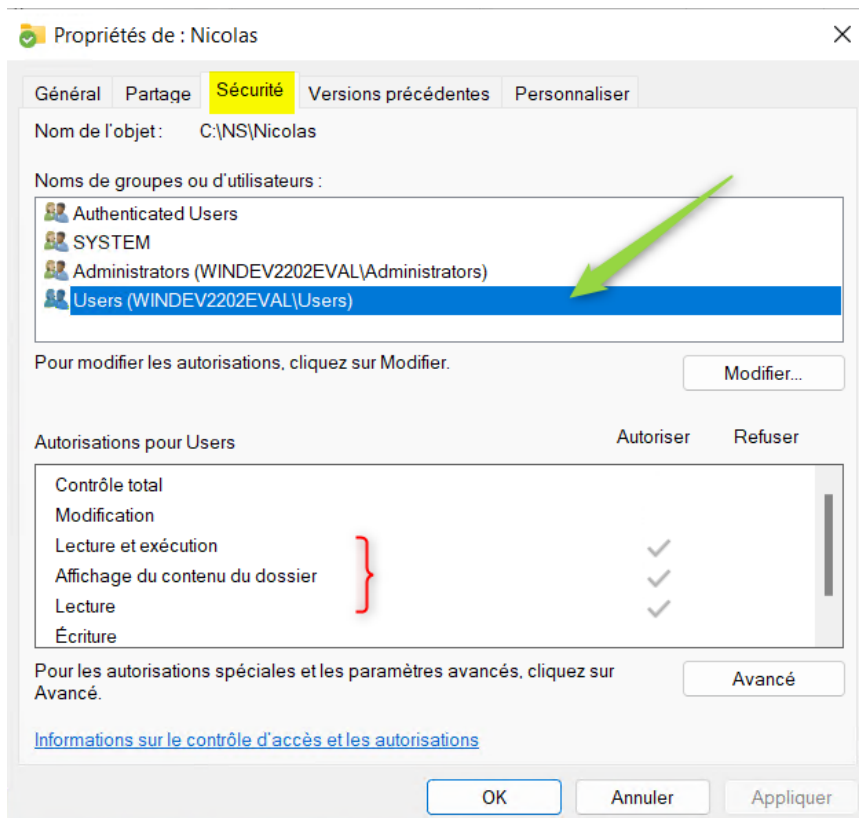 Propriétés de : Nicolas
Général Partage Sécurité Versions précédentes Personnaliser
Nom de l'objet : C:\NS\Nicolas
Noms de groupes ou d'utilisateurs :
Authenticated Users
SYSTEM
Administrators (WINDEV2202EVAL\Administrators)
Users (WINDEV2202EVAL\Users)
Pour modifier les autorisations, cliquez sur Modifier.
Modifier...
Autorisations pour Users Autoriser Refuser
Contrôle total
Modification
Lecture et exécution
Affichage du contenu du dossier
Lecture
Écriture
Pour les autorisations spéciales et les paramètres avancés, cliquez sur
Avancé.
Avancé
Informations sur le contrôle d'accès et les autorisations
OK Annuler Appliquer